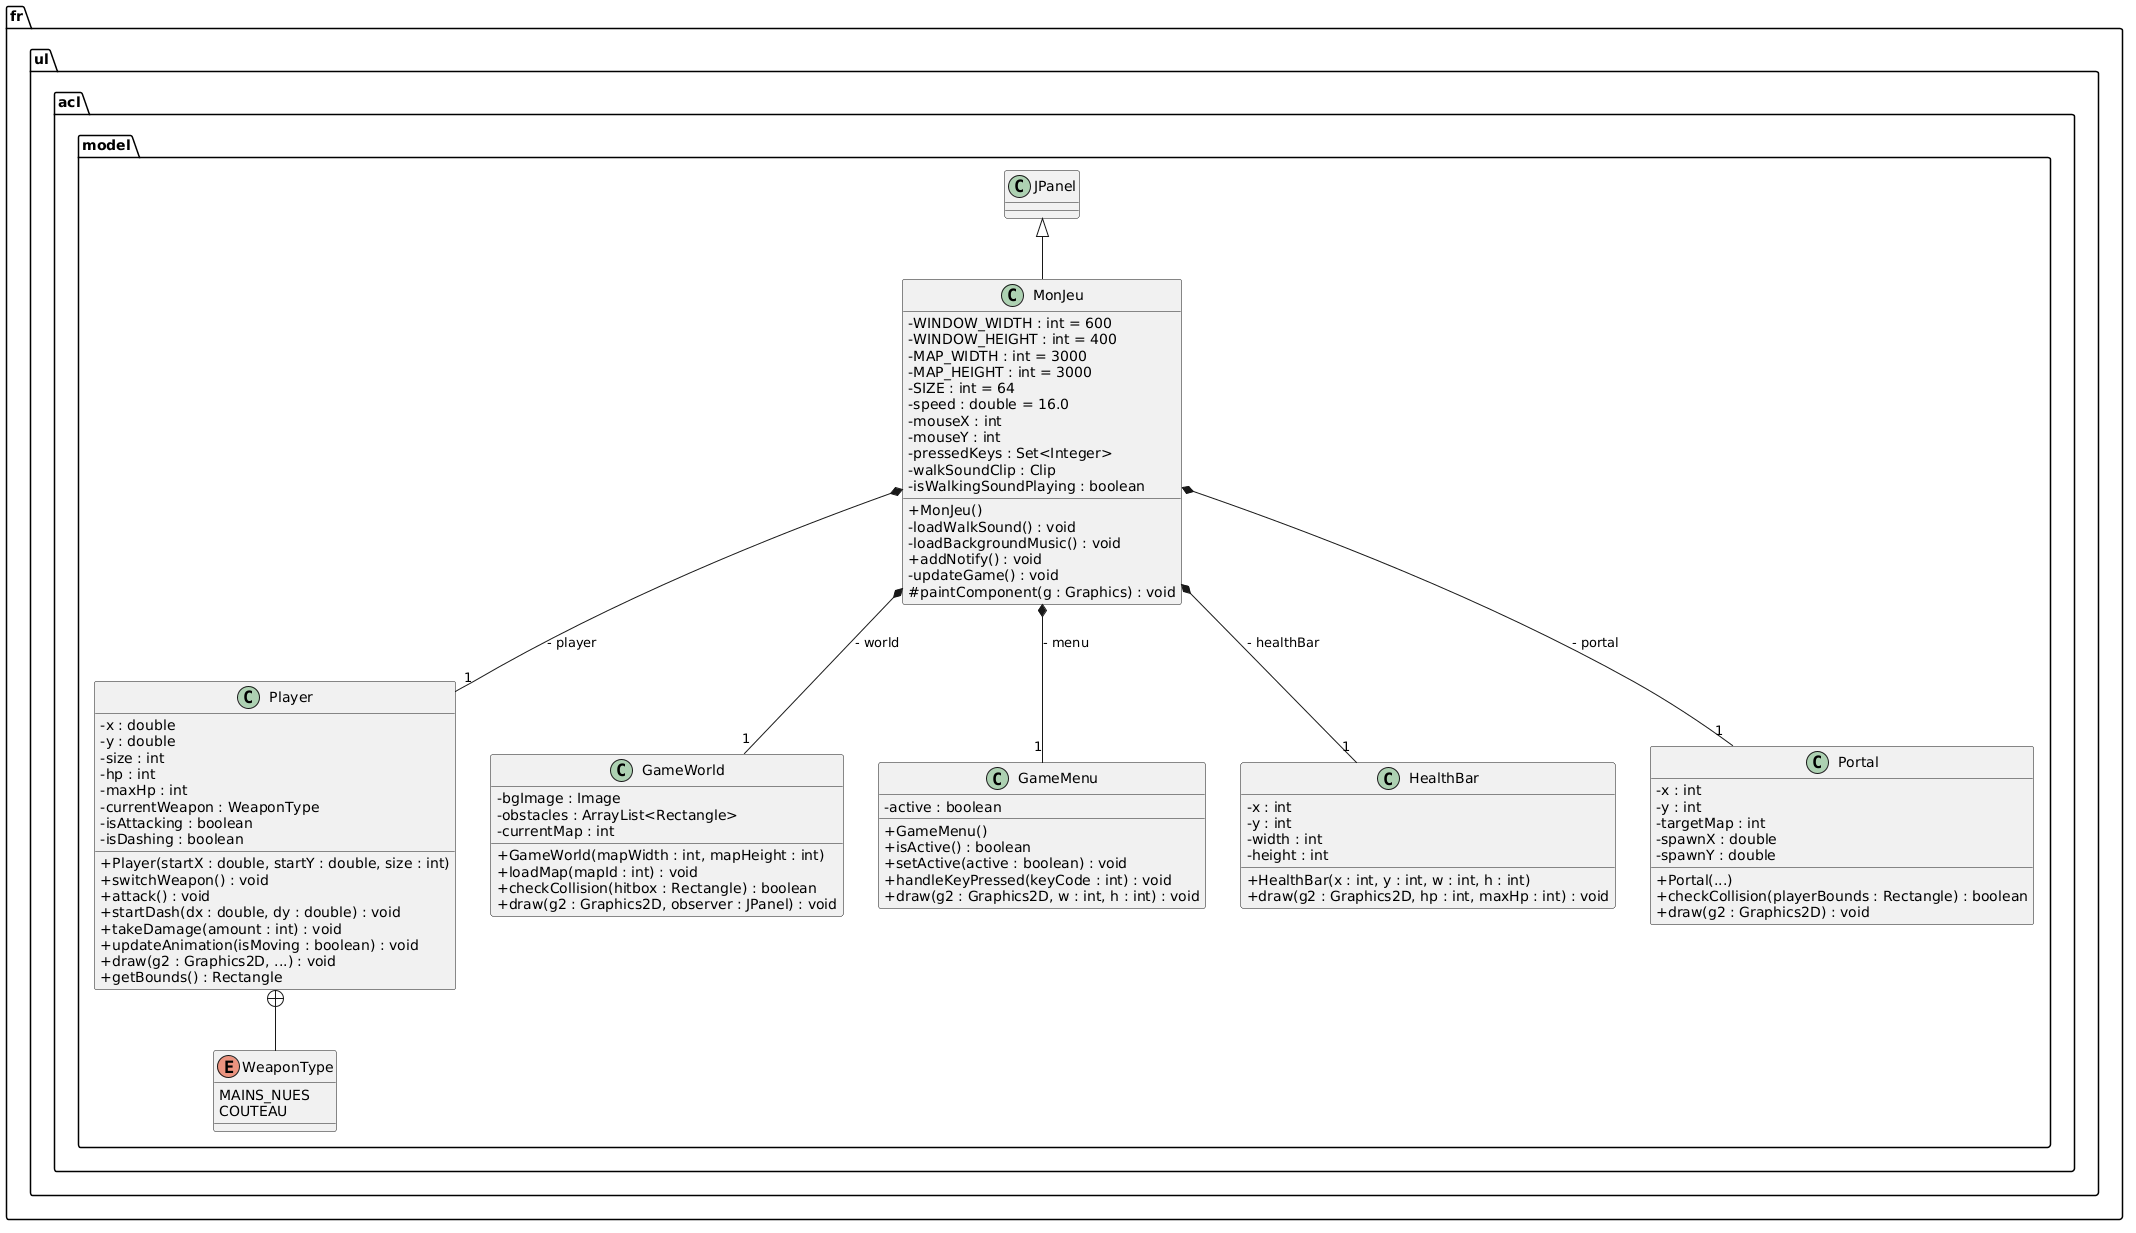 fr
ul
acl
model
C JPanel
C MonJeu
-WINDOW_WIDTH : int = 600
-WINDOW_HEIGHT : int = 400
-MAP_WIDTH : int = 3000
-MAP_HEIGHT : int = 3000
-SIZE : int = 64
-speed : double = 16.0
-mouseX : int
-mouseY : int
-pressedKeys : Set<Integer>
-walkSoundClip : Clip
-isWalkingSoundPlaying : boolean
+MonJeu()
-loadWalkSound() : void
-loadBackgroundMusic() : void
+addNotify() : void
-updateGame() : void
#paintComponent(g : Graphics) : void
- player
- world
- menu
- healthBar
- portal
1
1
1
1
1
C Player
-x : double
-y : double
-size : int
-hp : int
-maxHp : int
-currentWeapon : WeaponType
-isAttacking : boolean
-isDashing : boolean
+Player(startX : double, startY : double, size : int)
+switchWeapon() : void
+attack() : void
+startDash(dx : double, dy : double) : void
+takeDamage(amount : int) : void
+updateAnimation(isMoving : boolean) : void
+draw(g2 : Graphics2D, ...) : void
+getBounds() : Rectangle
C GameWorld
-bgImage : Image
-obstacles : ArrayList<Rectangle>
-currentMap : int
+GameWorld(mapWidth : int, mapHeight : int)
+loadMap(mapId : int) : void
+checkCollision(hitbox : Rectangle) : boolean
+draw(g2 : Graphics2D, observer : JPanel) : void
C GameMenu
-active : boolean
+GameMenu()
+isActive() : boolean
+setActive(active : boolean) : void
+handleKeyPressed(keyCode : int) : void
+draw(g2 : Graphics2D, w : int, h : int) : void
C HealthBar
-x : int
-y : int
-width : int
-height : int
+HealthBar(x : int, y : int, w : int, h : int)
+draw(g2 : Graphics2D, hp : int, maxHp : int) : void
C Portal
-x : int
-y : int
-targetMap : int
-spawnX : double
-spawnY : double
+Portal(...)
+checkCollision(playerBounds : Rectangle) : boolean
+draw(g2 : Graphics2D) : void
E WeaponType
MAINS_NUES
COUTEAU